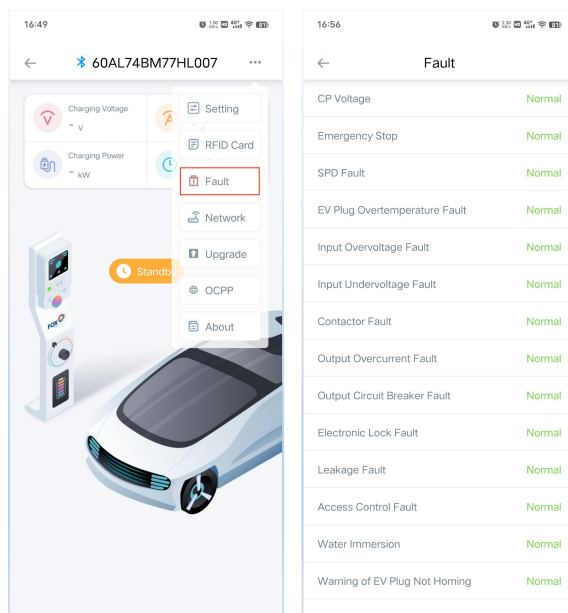 16:49
60AL74BM77HL007
Charging Voltage
- V
Charging Power
- kW
Setting
RFID Card
Fault
Network
Upgrade
OCPP
About
Standb
FOX
16:56
Fault
CP Voltage Normal
Emergency Stop Normal
SPD Fault Normal
EV Plug Overtemperature Fault Normal
Input Overvoltage Fault Normal
Input Undervoltage Fault Normal
Contactor Fault Normal
Output Overcurrent Fault Normal
Output Circuit Breaker Fault Normal
Electronic Lock Fault Normal
Leakage Fault Normal
Access Control Fault Normal
Water Immersion Normal
Warning of EV Plug Not Homing Normal